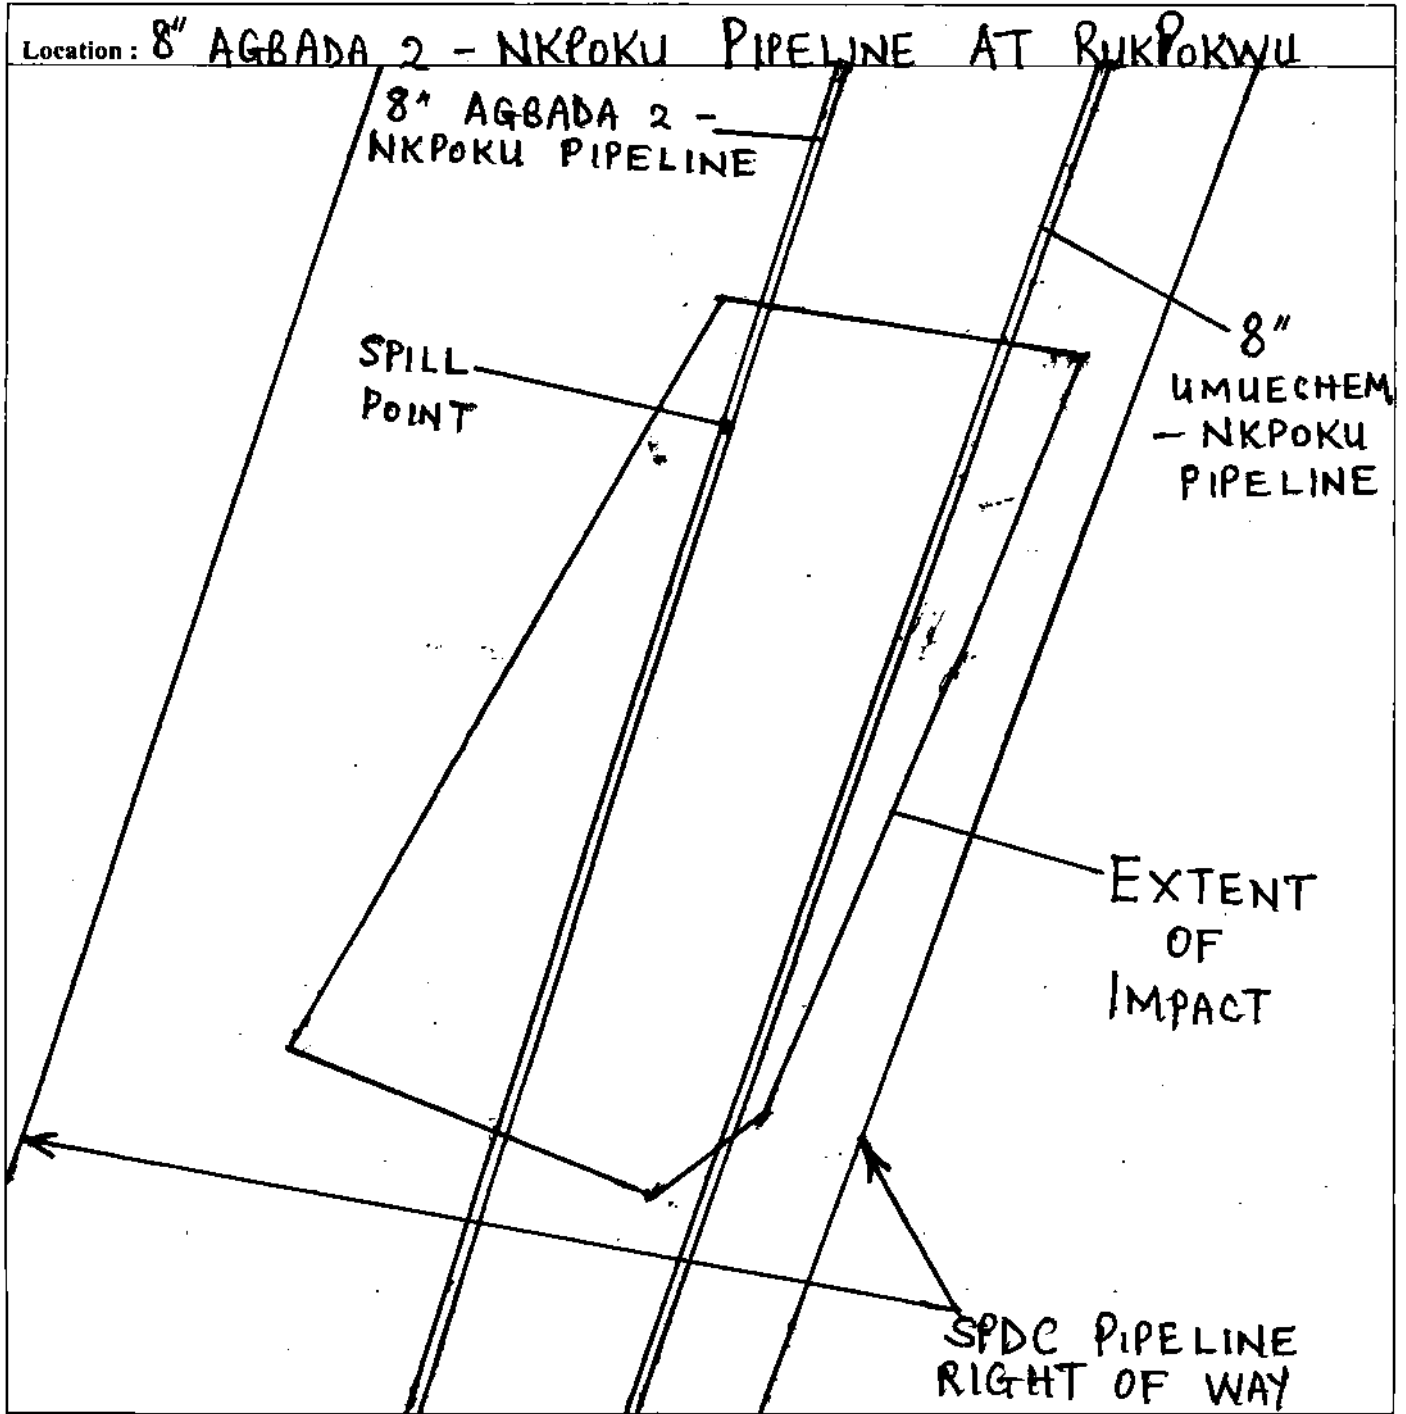 Location : 8" AGBADA 2 - NKPOKU PIPELINE AT RUKPOKWU
8" AGBADA 2 -
NKPOKU PIPELINE
SPILL
POINT
8"
UMUECHEM
- NKPOKU
PIPELINE
EXTENT
OF
IMPACT
SPDC PIPELINE
RIGHT OF WAY